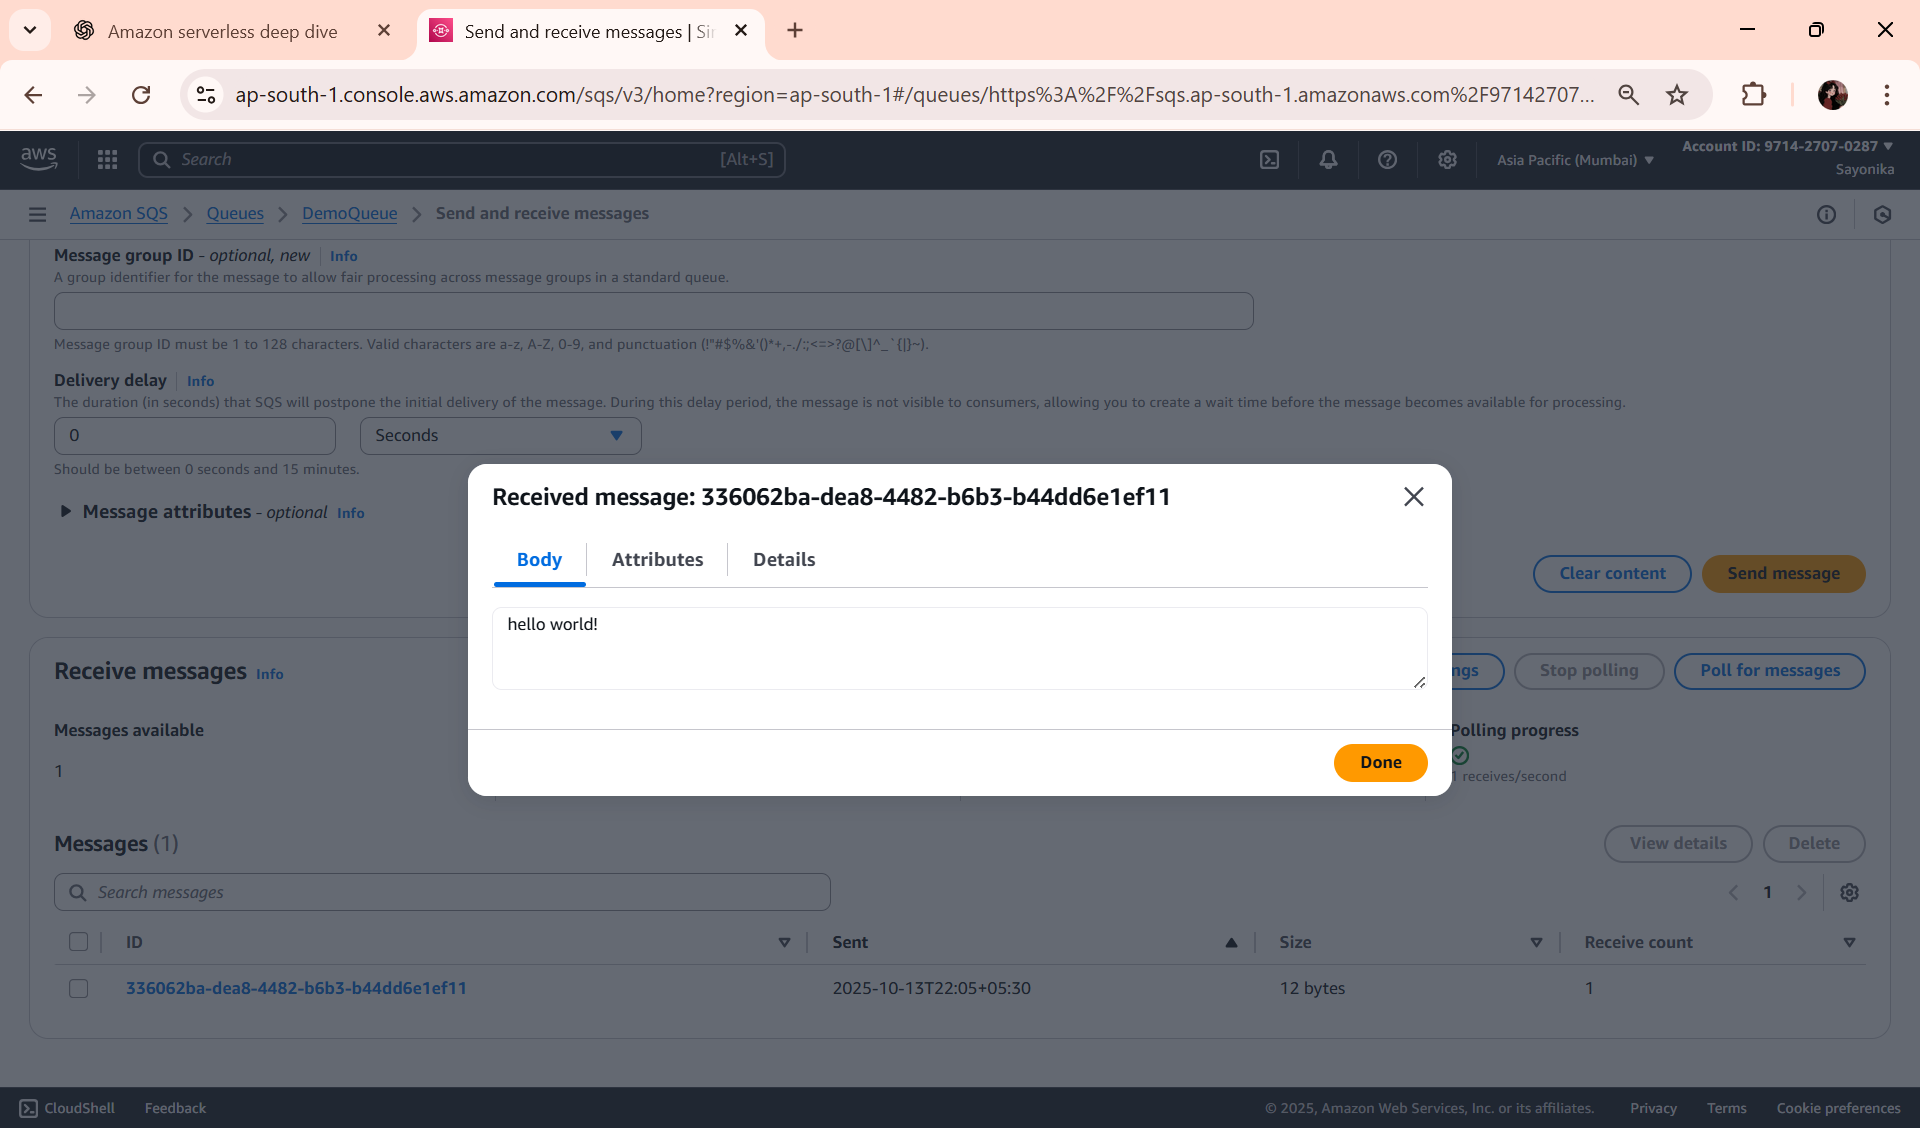 Amazon serverless deep dive
Send and receive messages | Sir
ap-south-1.console.aws.amazon.com/sqs/v3/home?region=ap-south-1#/queues/https%3A%2F%2Fsqs.ap-south-1.amazonaws.com%2F97142707...
aws
Search
[Alt+S]
Asia Pacific (Mumbai)
Account ID: 9714-2707-0287
Sayonika
Amazon SQS
Queues
DemoQueue
Send and receive messages
Message group ID - optional, new Info
A group identifier for the message to allow fair processing across message groups in a standard queue.
Message group ID must be 1 to 128 characters. Valid characters are a-z, A-Z, 0-9, and punctuation (!"#$%&'()*+,-./:;<=>?@[\]^_`{|}~).
Delivery delay Info
The duration (in seconds) that SQS will postpone the initial delivery of the message. During this delay period, the message is not visible to consumers, allowing you to create a wait time before the message becomes available for processing.
0
Seconds
Should be between 0 seconds and 15 minutes.
Message attributes - optional Info
Clear content
Send message
Received message: 336062ba-dea8-4482-b6b3-b44dd6e1ef11
Body
Attributes
Details
hello world!
Done
Receive messages Info
ngs
Stop polling
Poll for messages
Messages available
1
Polling progress
1 receives/second
Messages (1)
View details
Delete
Search messages
1
ID
Sent
Size
Receive count
336062ba-dea8-4482-b6b3-b44dd6e1ef11
2025-10-13T22:05+05:30
12 bytes
1
CloudShell
Feedback
© 2025, Amazon Web Services, Inc. or its affiliates.
Privacy
Terms
Cookie preferences